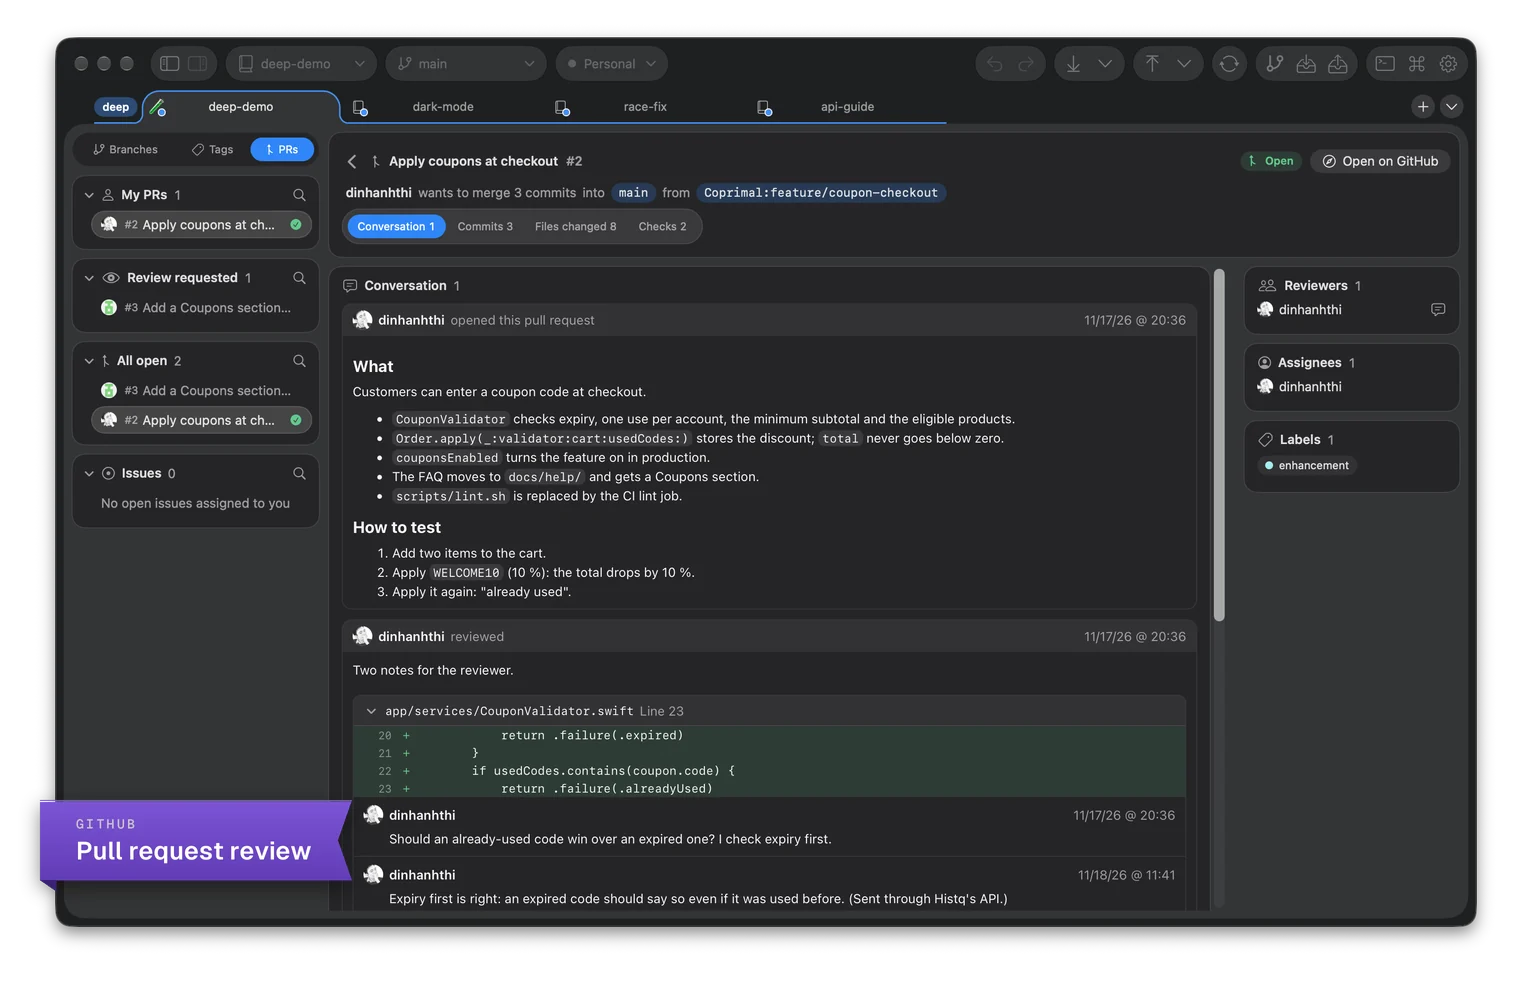 deep-demo
main
Personal
deep
deep-demo
dark-mode
race-fix
api-guide
Branches
Tags
PRs
My PRs 1
#2 Apply coupons at ch...
Review requested 1
#3 Add a Coupons section...
All open 2
#3 Add a Coupons section...
#2 Apply coupons at ch...
Issues 0
No open issues assigned to you
Apply coupons at checkout #2
Open
Open on GitHub
dinhanhthi wants to merge 3 commits into main from Coprimal:feature/coupon-checkout
Conversation 1
Commits 3
Files changed 8
Checks 2
Conversation 1
dinhanhthi opened this pull request 11/17/26 @ 20:36
What
Customers can enter a coupon code at checkout.
• CouponValidator checks expiry, one use per account, the minimum subtotal and the eligible products.
• Order.apply(_:validator:cart:usedCodes:) stores the discount; total never goes below zero.
• couponsEnabled turns the feature on in production.
• The FAQ moves to docs/help/ and gets a Coupons section.
• scripts/lint.sh is replaced by the CI lint job.
How to test
1. Add two items to the cart.
2. Apply WELCOME10 (10 %): the total drops by 10 %.
3. Apply it again: "already used".
dinhanhthi reviewed 11/17/26 @ 20:36
Two notes for the reviewer.
app/services/CouponValidator.swift Line 23
20 + return .failure(.expired)
21 + }
22 + if usedCodes.contains(coupon.code) {
23 + return .failure(.alreadyUsed)
dinhanhthi 11/17/26 @ 20:36
Should an already-used code win over an expired one? I check expiry first.
dinhanhthi 11/18/26 @ 11:41
Expiry first is right: an expired code should say so even if it was used before. (Sent through Histq's API.)
Reviewers 1
dinhanhthi
Assignees 1
dinhanhthi
Labels 1
enhancement
GITHUB
Pull request review